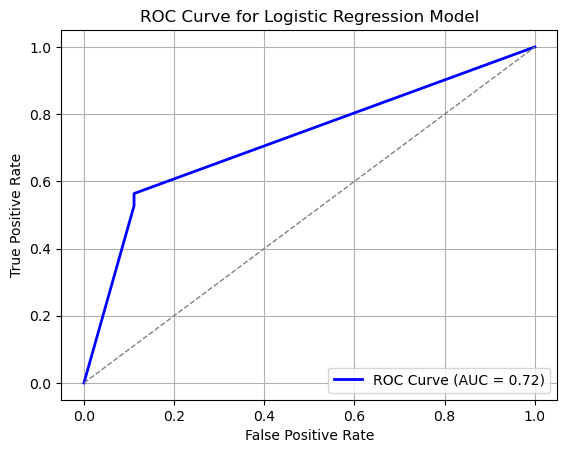 ROC Curve for Logistic Regression Model
True Positive Rate
1.0
0.8
0.6
0.4
0.2
0.0
0.0 0.2 0.4 0.6 0.8 1.0
False Positive Rate
ROC Curve (AUC = 0.72)